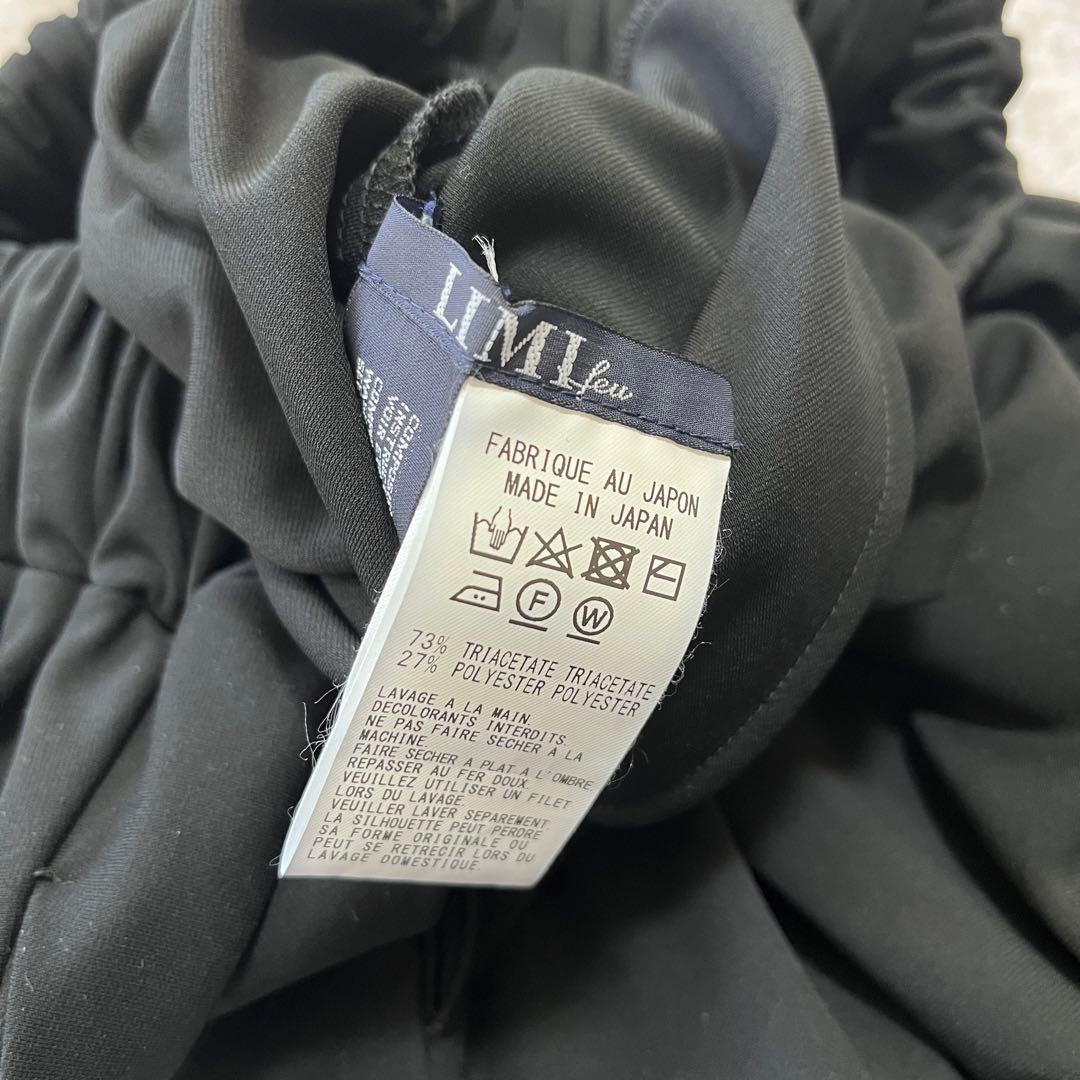 LIMI feu
FABRIQUE AU JAPON
MADE IN JAPAN
F W
73% TRIACETATE TRIACETATE
27% POLYESTER POLYESTER
LAVAGE A LA MAIN.
DECOLORANTS INTERDITS.
NE PAS FAIRE SECHER A LA
MACHINE.
FAIRE SECHER A PLAT A L'OMBRE.
REPASSER AU FER DOUX.
VEUILLEZ UTILISER UN FILET
LORS DU LAVAGE.
VEUILLER LAVER SEPAREMENT.
LA SILHOUETTE PEUT PERDRE
SA FORME ORIGINALE OU
PEUT SE RETRECIR LORS DU
LAVAGE DOMESTIQUE.